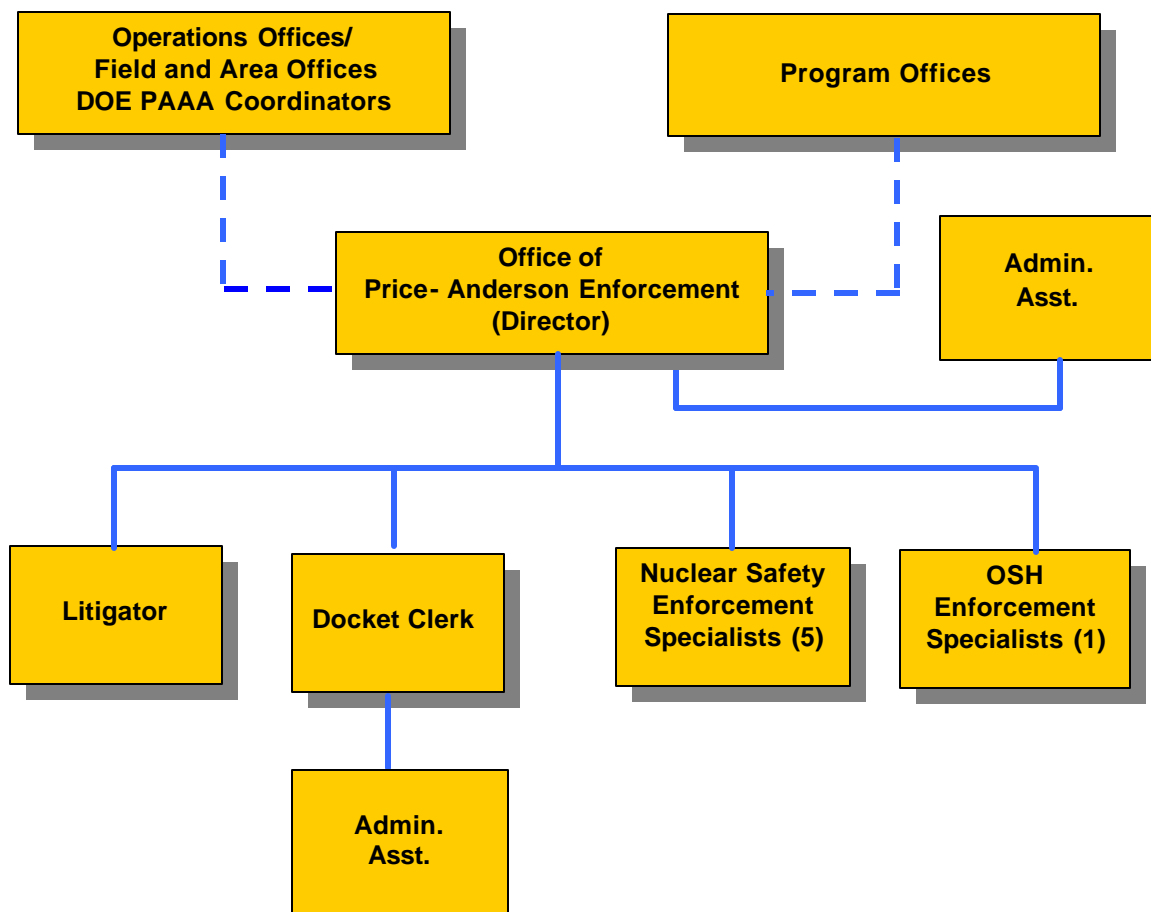 Operations Offices/
Field and Area Offices
DOE PAAA Coordinators
Program Offices
Office of
Price- Anderson Enforcement
(Director)
Admin.
Asst.
Litigator
Docket Clerk
Nuclear Safety
Enforcement
Specialists (5)
OSH
Enforcement
Specialists (1)
Admin.
Asst.